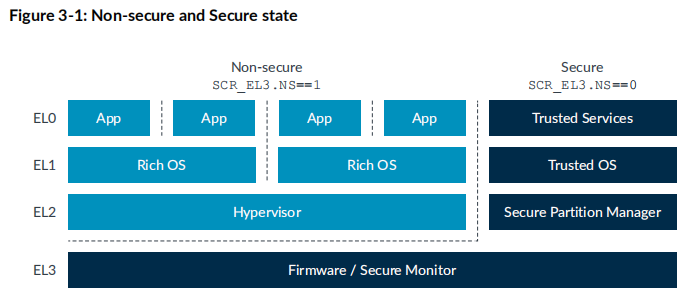 Figure 3-1: Non-secure and Secure state
Non-secure
SCR_EL3.NS==1
Secure
SCR_EL3.NS==0
EL0
App
App
App
App
Trusted Services
EL1
Rich OS
Rich OS
Trusted OS
EL2
Hypervisor
Secure Partition Manager
EL3
Firmware / Secure Monitor